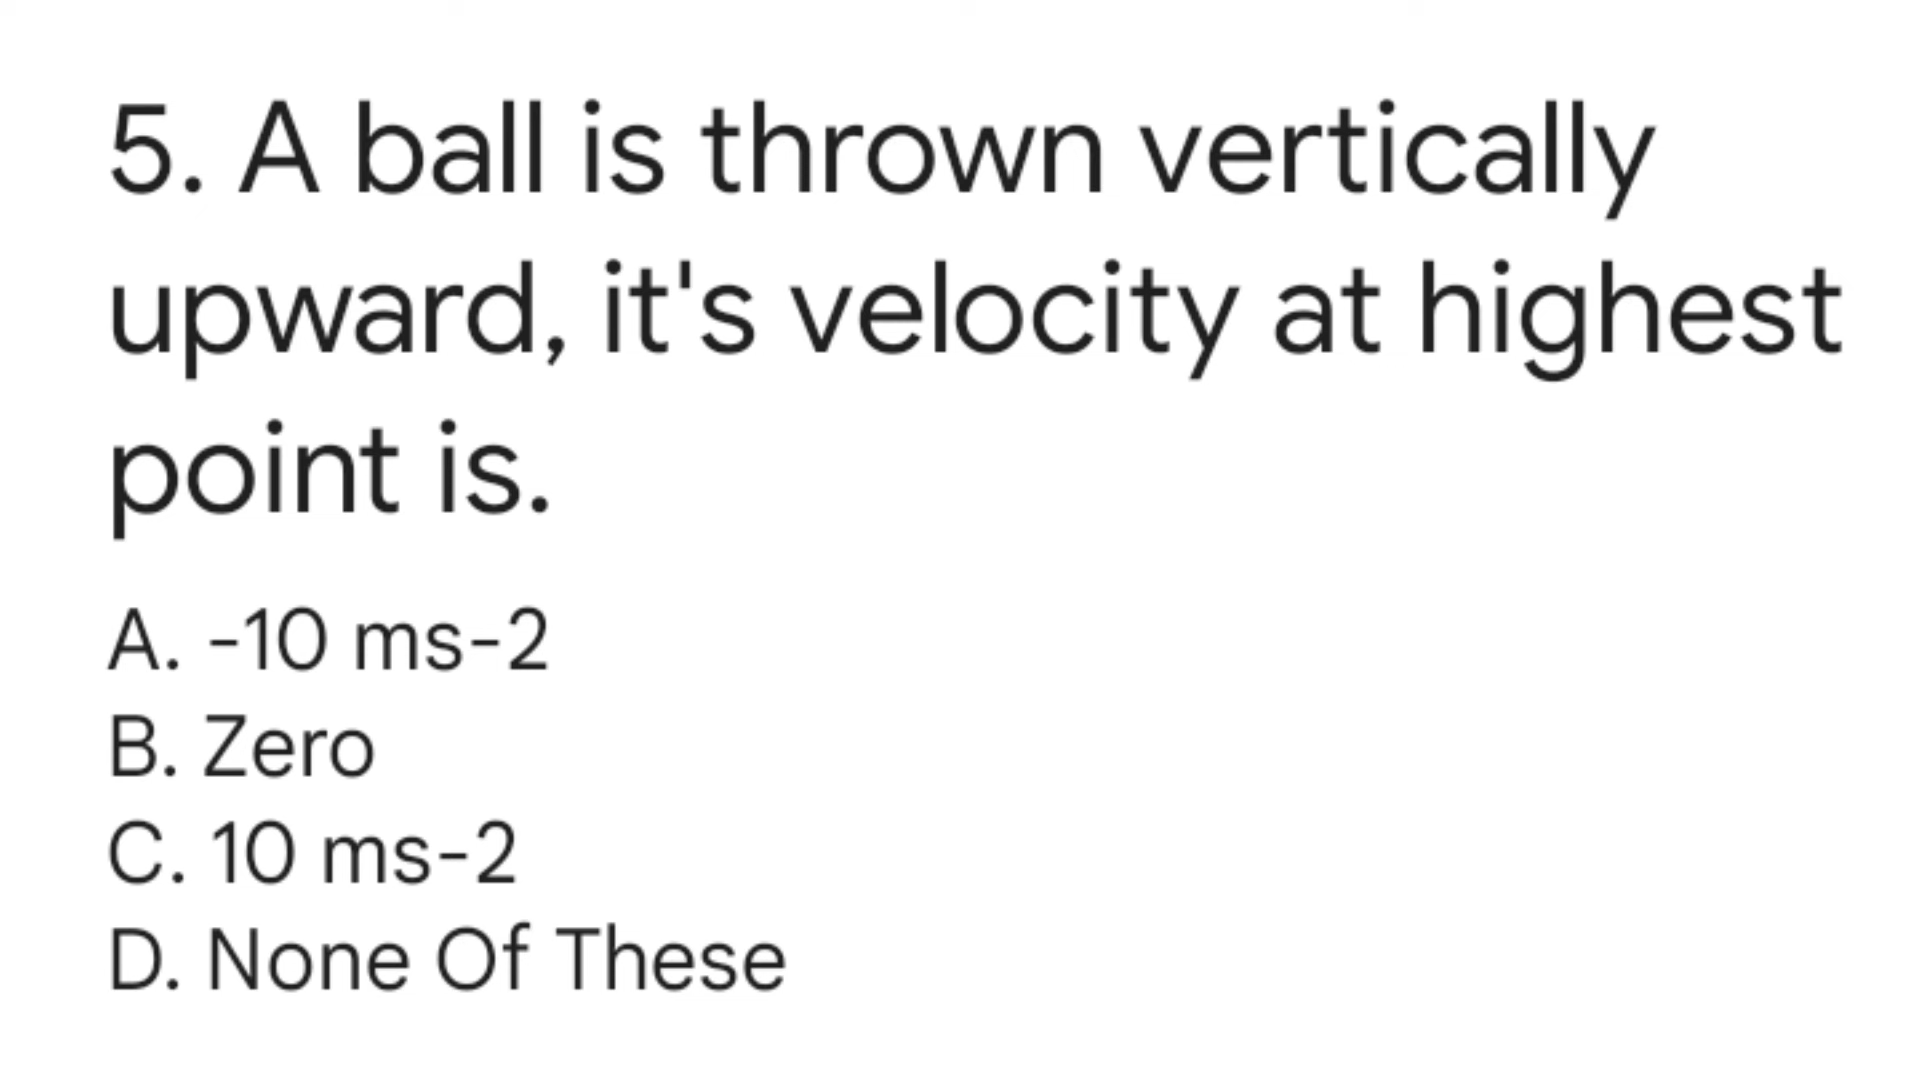 5. A ball is thrown vertically
upward, it's velocity at highest
point is.
A. -10 ms-2
B. Zero
C. 10 ms-2
D. None Of These